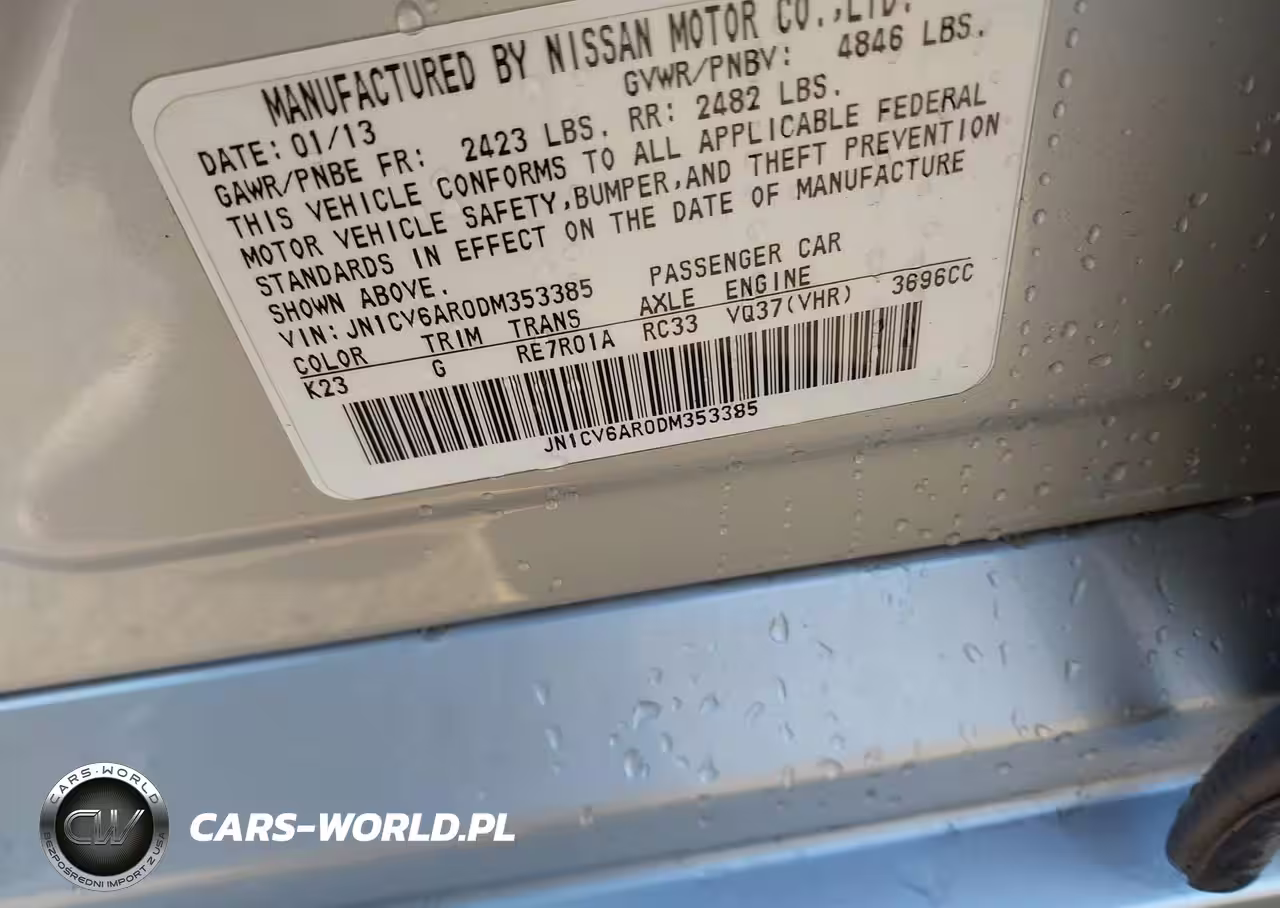 MANUFACTURED BY NISSAN MOTOR CO.,LTD.
DATE: 01/13 GVWR/PNBV: 4846 LBS.
GAWR/PNBE FR: 2423 LBS. RR: 2482 LBS.
THIS VEHICLE CONFORMS TO ALL APPLICABLE FEDERAL
MOTOR VEHICLE SAFETY,BUMPER,AND THEFT PREVENTION
STANDARDS IN EFFECT ON THE DATE OF MANUFACTURE
SHOWN ABOVE.
VIN: JN1CV6AR0DM353385 PASSENGER CAR
COLOR TRIM TRANS AXLE ENGINE
K23 G RE7R01A RC33 VQ37(VHR) 3696CC
JN1CV6AR0DM353385
CARS-WORLD
CW
BEZPOŚREDNI IMPORT Z USA
CARS-WORLD.PL